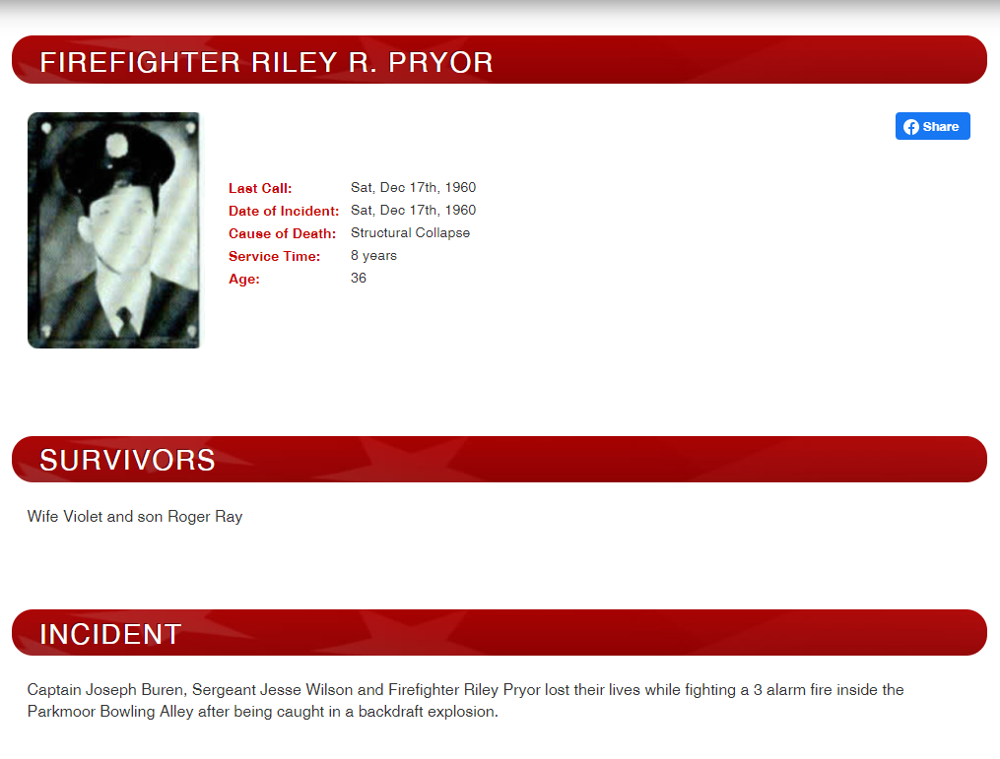 FIREFIGHTER RILEY R. PRYOR
Share
Last Call: Sat, Dec 17th, 1960
Date of Incident: Sat, Dec 17th, 1960
Cause of Death: Structural Collapse
Service Time: 8 years
Age: 36
SURVIVORS
Wife Violet and son Roger Ray
INCIDENT
Captain Joseph Buren, Sergeant Jesse Wilson and Firefighter Riley Pryor lost their lives while fighting a 3 alarm fire inside the
Parkmoor Bowling Alley after being caught in a backdraft explosion.